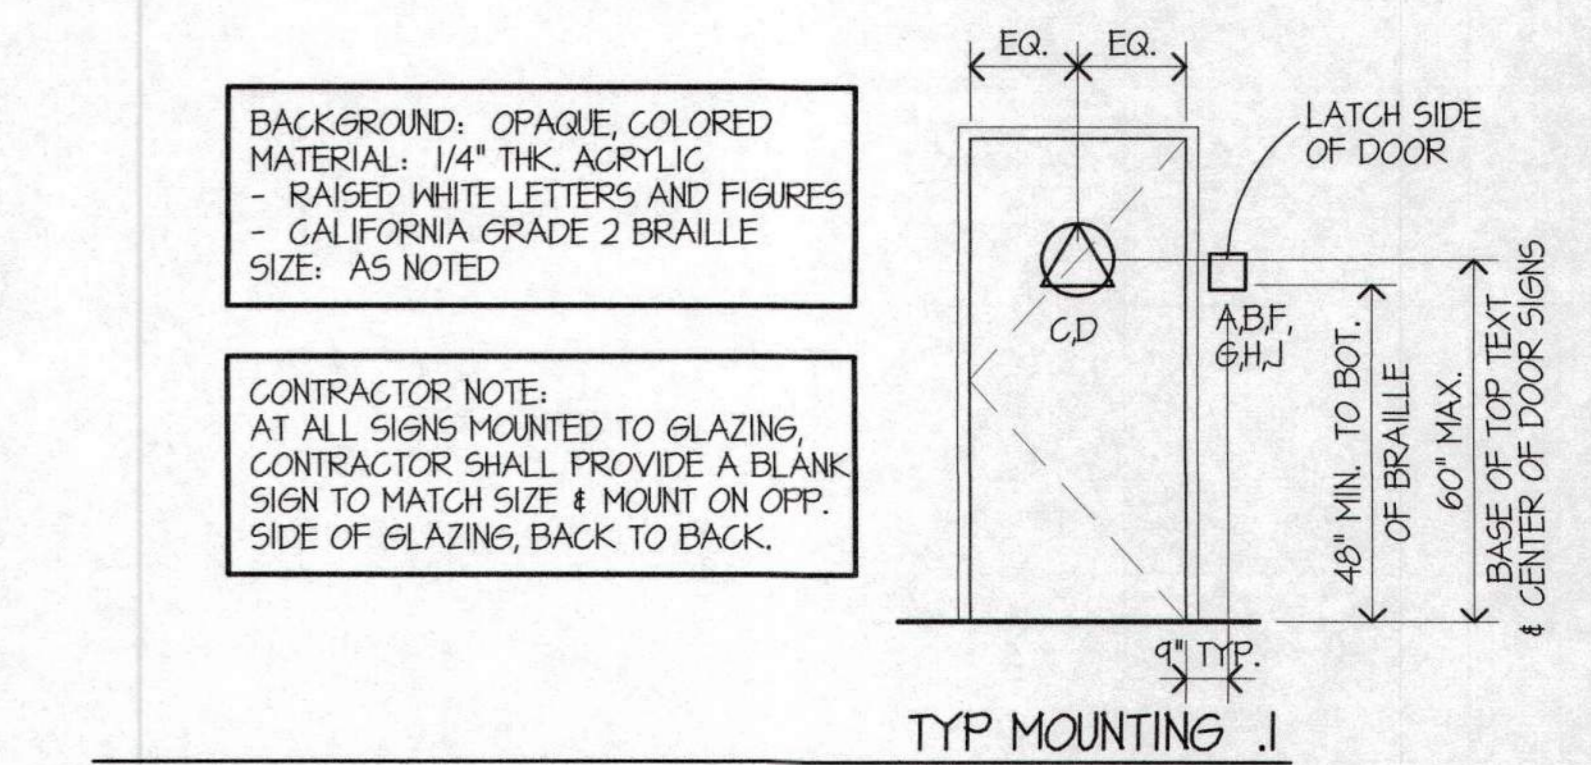 BACKGROUND: OPAQUE, COLORED
MATERIAL: 1/4" THK. ACRYLIC
- RAISED WHITE LETTERS AND FIGURES
- CALIFORNIA GRADE 2 BRAILLE
SIZE: AS NOTED
CONTRACTOR NOTE:
AT ALL SIGNS MOUNTED TO GLAZING,
CONTRACTOR SHALL PROVIDE A BLANK
SIGN TO MATCH SIZE & MOUNT ON OPP.
SIDE OF GLAZING, BACK TO BACK.
EQ. EQ.
LATCH SIDE
OF DOOR
C,D
A,B,F,
G,H,J
48" MIN. TO BOT.
OF BRAILLE
60" MAX.
BASE OF TOP TEXT
& CENTER OF DOOR SIGNS
9" TYP.
TYP MOUNTING .1